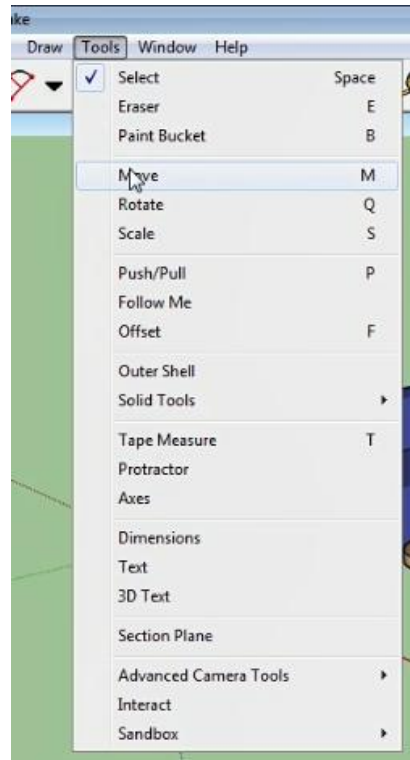 ake
Draw Tools Window Help
Select Space
Eraser E
Paint Bucket B
Move M
Rotate Q
Scale S
Push/Pull P
Follow Me
Offset F
Outer Shell
Solid Tools
Tape Measure T
Protractor
Axes
Dimensions
Text
3D Text
Section Plane
Advanced Camera Tools
Interact
Sandbox